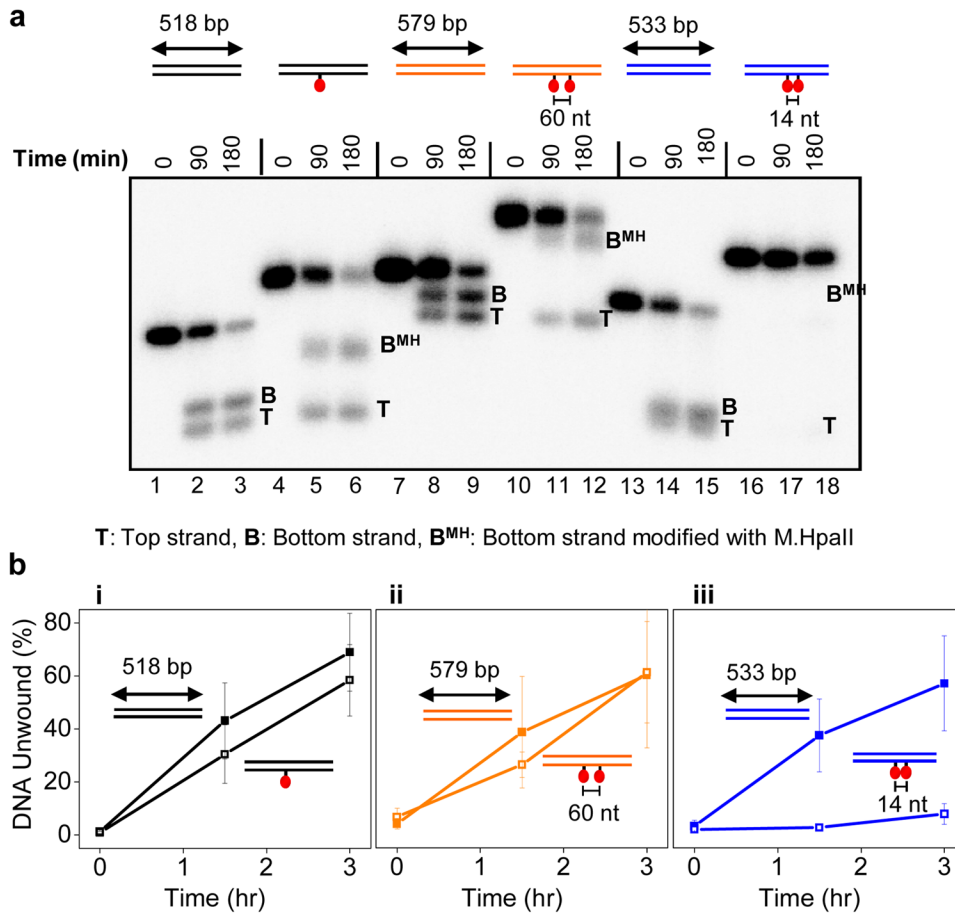 a
518 bp 579 bp 533 bp
60 nt 14 nt
Time (min) 0 90 180 0 90 180 0 90 180 0 90 180 0 90 180 0 90 180
B^MH
B^MH
B
T
B^MH
T
B
T
T
B
T
T
1 2 3 4 5 6 7 8 9 10 11 12 13 14 15 16 17 18
T: Top strand, B: Bottom strand, B^MH: Bottom strand modified with M.HpaII
b
i ii iii
DNA Unwound (%)
80
60
40
20
0
518 bp 579 bp 533 bp
60 nt 14 nt
0 1 2 3 0 1 2 3 0 1 2 3
Time (hr) Time (hr) Time (hr)